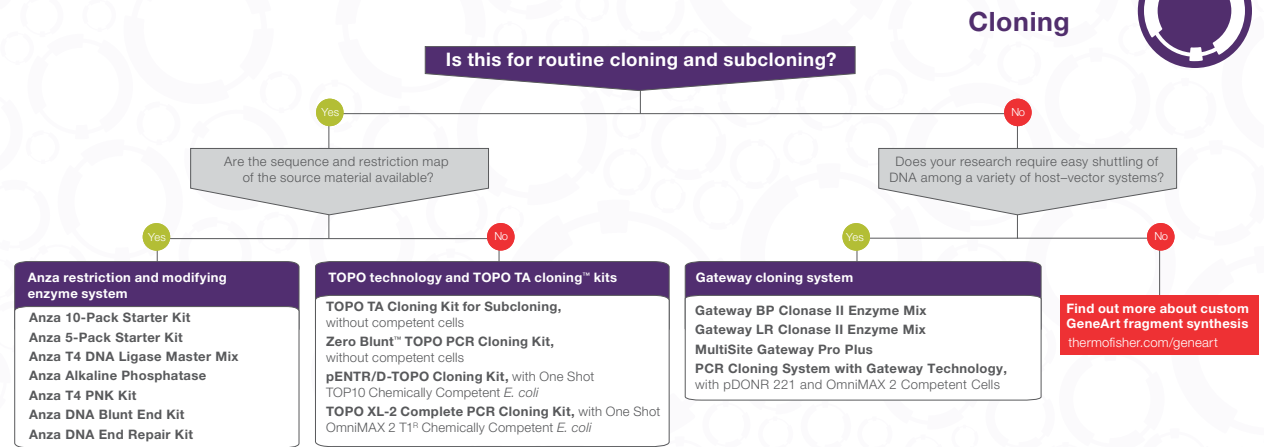 Cloning
Is this for routine cloning and subcloning?
Yes
No
Are the sequence and restriction map
of the source material available?
Does your research require easy shuttling of
DNA among a variety of host–vector systems?
Yes
No
Yes
No
Anza restriction and modifying
enzyme system
Anza 10-Pack Starter Kit
Anza 5-Pack Starter Kit
Anza T4 DNA Ligase Master Mix
Anza Alkaline Phosphatase
Anza T4 PNK Kit
Anza DNA Blunt End Kit
Anza DNA End Repair Kit
TOPO technology and TOPO TA cloning™ kits
TOPO TA Cloning Kit for Subcloning,
without competent cells
Zero Blunt™ TOPO PCR Cloning Kit,
without competent cells
pENTR/D-TOPO Cloning Kit, with One Shot
TOP10 Chemically Competent E. coli
TOPO XL-2 Complete PCR Cloning Kit, with One Shot
OmniMAX 2 T1ᴿ Chemically Competent E. coli
Gateway cloning system
Gateway BP Clonase II Enzyme Mix
Gateway LR Clonase II Enzyme Mix
MultiSite Gateway Pro Plus
PCR Cloning System with Gateway Technology,
with pDONR 221 and OmniMAX 2 Competent Cells
Find out more about custom
GeneArt fragment synthesis
thermofisher.com/geneart